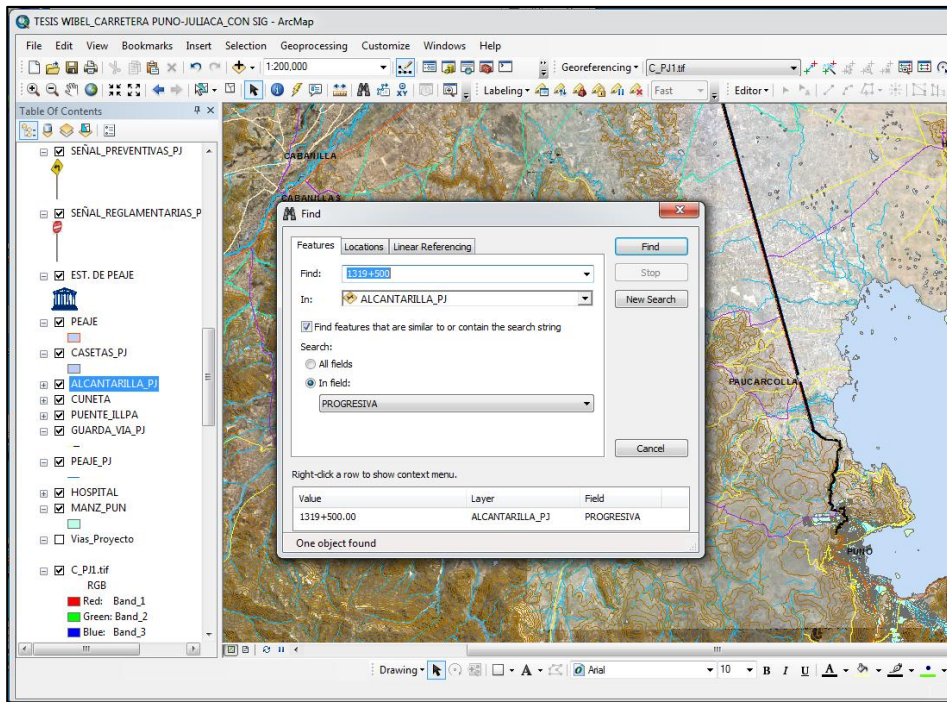 TESIS WIBEL_CARRETERA PUNO-JULIACA_CON SIG - ArcMap
File Edit View Bookmarks Insert Selection Geoprocessing Customize Windows Help
1:200,000 Georeferencing C_PJ1.tif
Labeling Fast Editor
Table Of Contents
SEÑAL_PREVENTIVAS_PJ
SEÑAL_REGLAMENTARIAS_P
EST. DE PEAJE
PEAJE
CASETAS_PJ
ALCANTARILLA_PJ
CUNETA
PUENTE_ILLPA
GUARDA_VIA_PJ
PEAJE_PJ
HOSPITAL
MANZ_PUN
Vias_Proyecto
C_PJ1.tif
RGB
Red: Band_1
Green: Band_2
Blue: Band_3
CABANILLA
CABANILLAS
PAUCARCOLLA
PUNO
Find
Features Locations Linear Referencing
Find: 1319+500
In: ALCANTARILLA_PJ
Find features that are similar to or contain the search string
Search:
All fields
In field:
PROGRESIVA
Find
Stop
New Search
Cancel
Right-click a row to show context menu.
Value Layer Field
1319+500.00 ALCANTARILLA_PJ PROGRESIVA
One object found
Drawing A Arial 10 B I U A